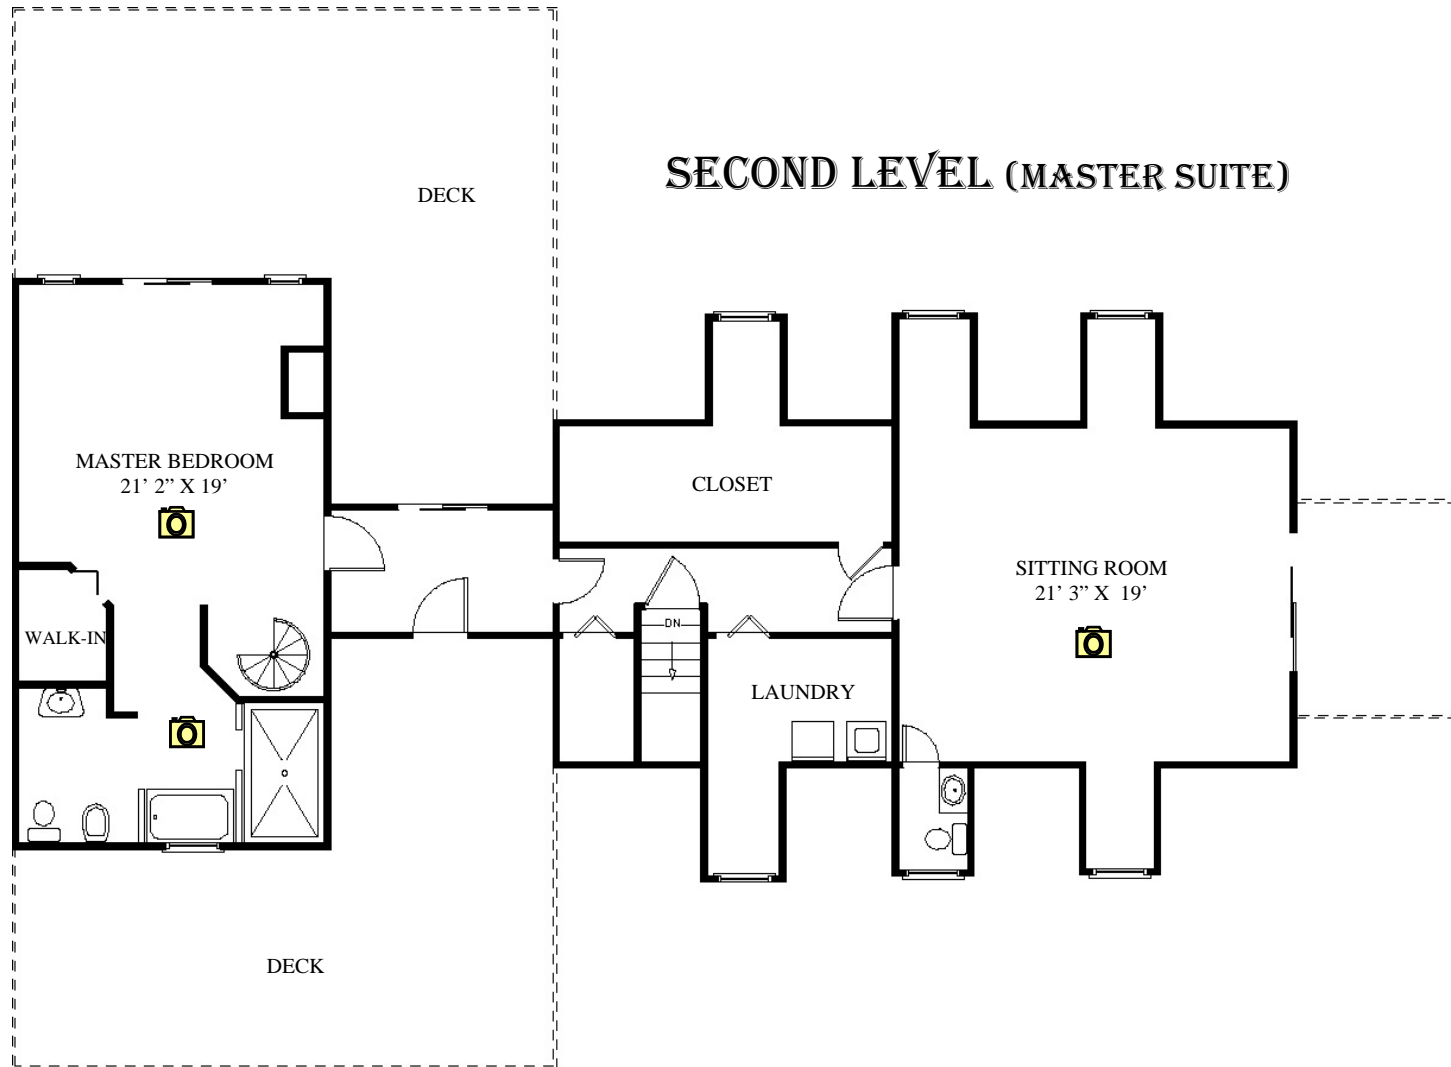 SECOND LEVEL (MASTER SUITE)
DECK
MASTER BEDROOM
21' 2” X 19’
CLOSET
SITTING ROOM
21’ 3” X 19’
WALK-IN
DN
LAUNDRY
DECK